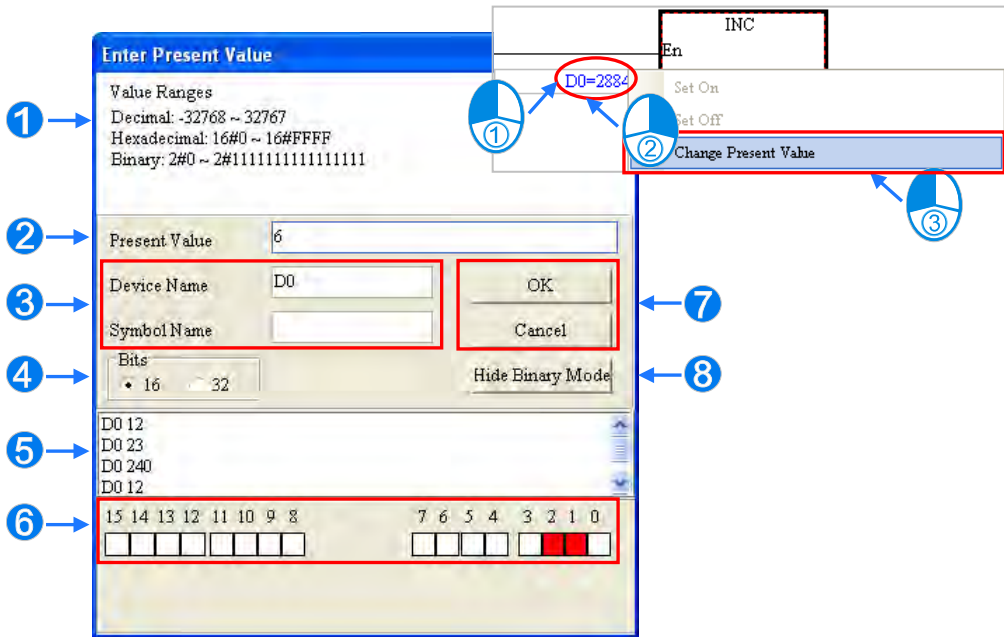 INC
En
D0=2884
Set On
Set Off
Change Present Value
①
②
③
Enter Present Value
Value Ranges
Decimal: -32768 ~ 32767
Hexadecimal: 16#0 ~ 16#FFFF
Binary: 2#0 ~ 2#1111111111111111
1
2
Present Value 6
3
Device Name D0 OK
7
Symbol Name Cancel
4
Bits
16 32
Hide Binary Mode
8
5
D0 12
D0 23
D0 240
D0 12
6
15 14 13 12 11 10 9 8 7 6 5 4 3 2 1 0